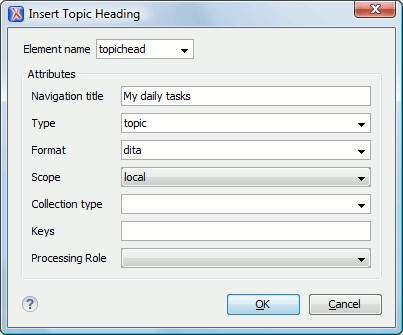 Insert Topic Heading
Element name topichead
Attributes
Navigation title My daily tasks
Type topic
Format dita
Scope local
Collection type
Keys
Processing Role
? OK Cancel